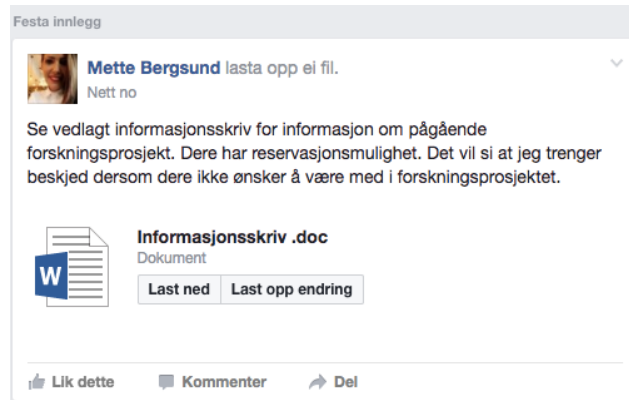 Festa innlegg
Mette Bergsund lasta opp ei fil.
Nett no
Se vedlagt informasjonsskriv for informasjon om pågående
forskningsprosjekt. Dere har reservasjonsmulighet. Det vil si at jeg trenger
beskjed dersom dere ikke ønsker å være med i forskningsprosjektet.
W
Informasjonsskriv .doc
Dokument
Last ned Last opp endring
Lik dette Kommenter Del